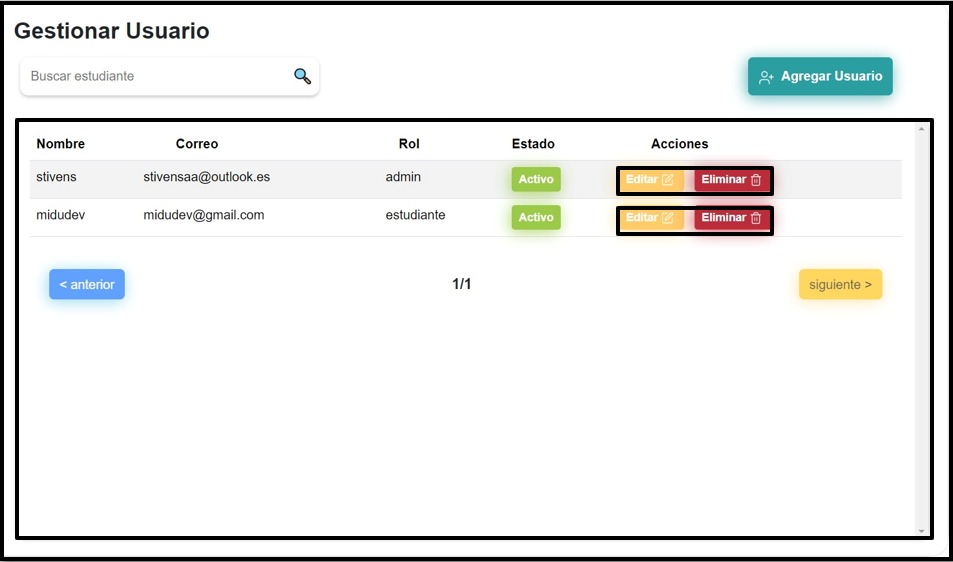 Gestionar Usuario
Buscar estudiante
Agregar Usuario
Nombre Correo Rol Estado Acciones
stivens stivensaa@outlook.es admin Activo Editar Eliminar
midudev midudev@gmail.com estudiante Activo Editar Eliminar
< anterior 1/1 siguiente >